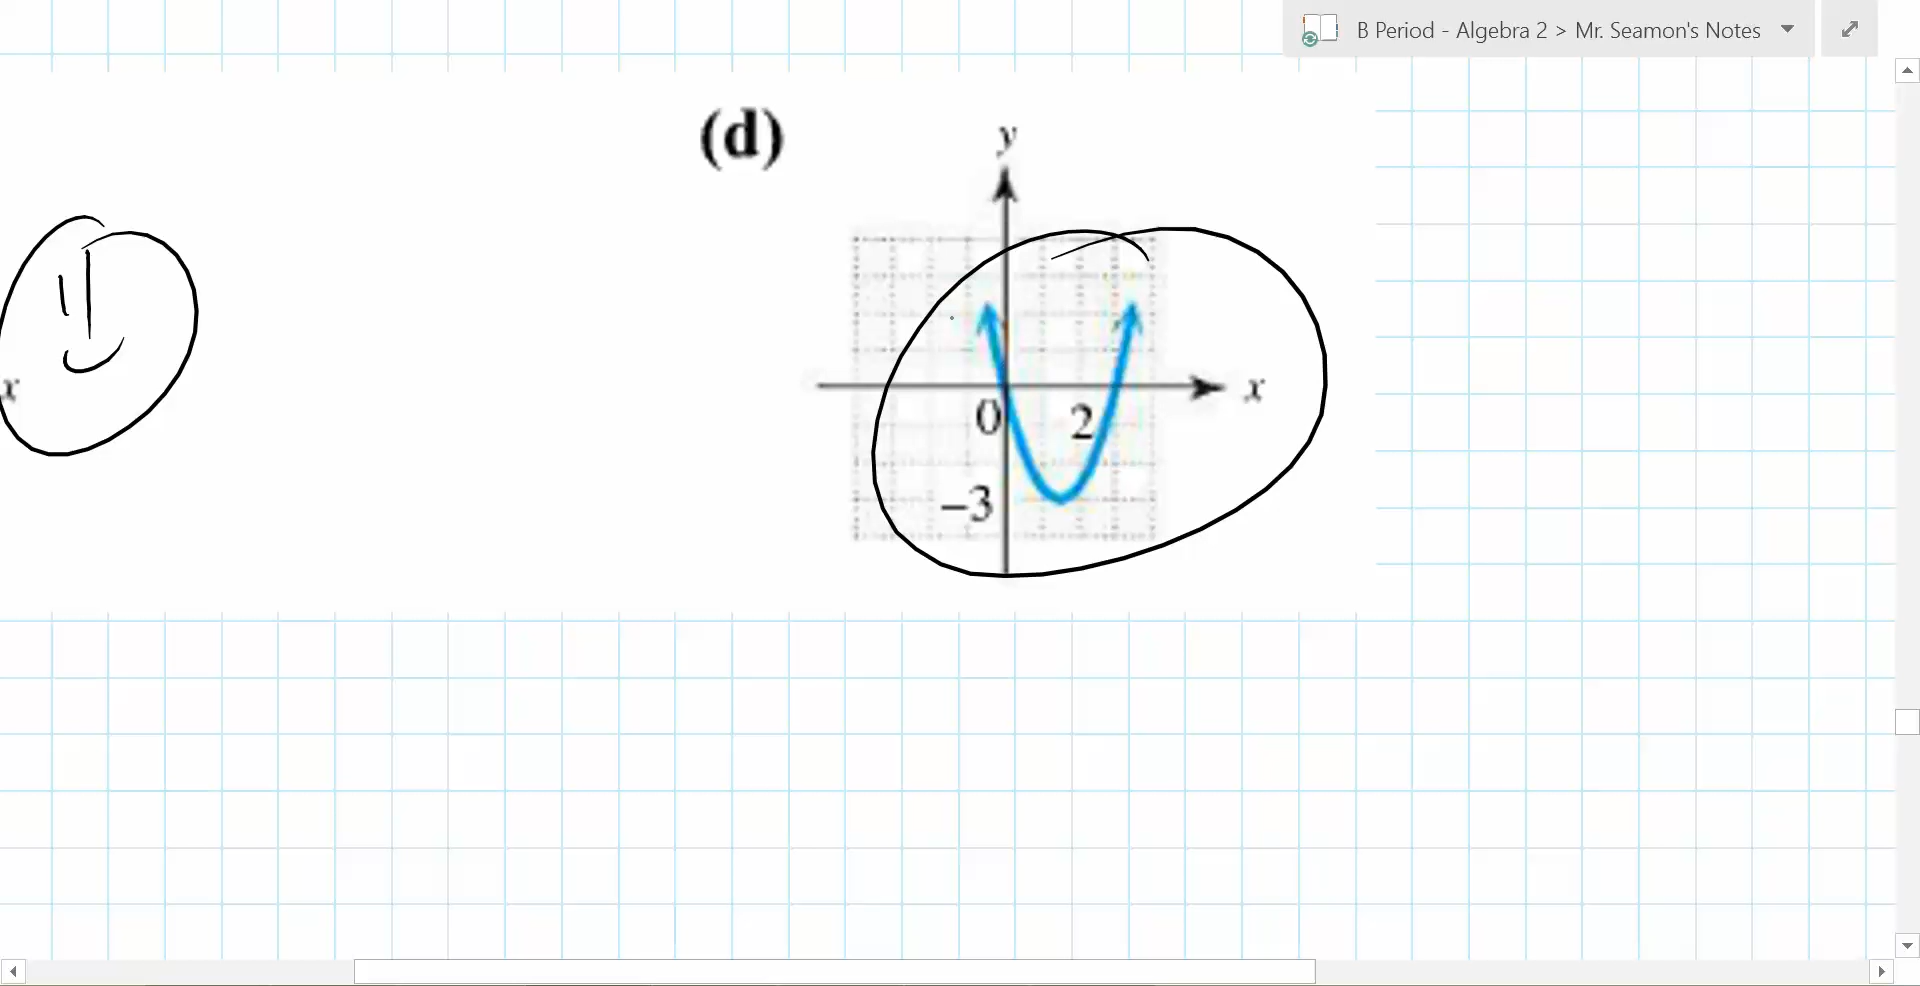 B Period - Algebra 2 > Mr. Seamon's Notes
(d)
y
x
x
0
2
−3